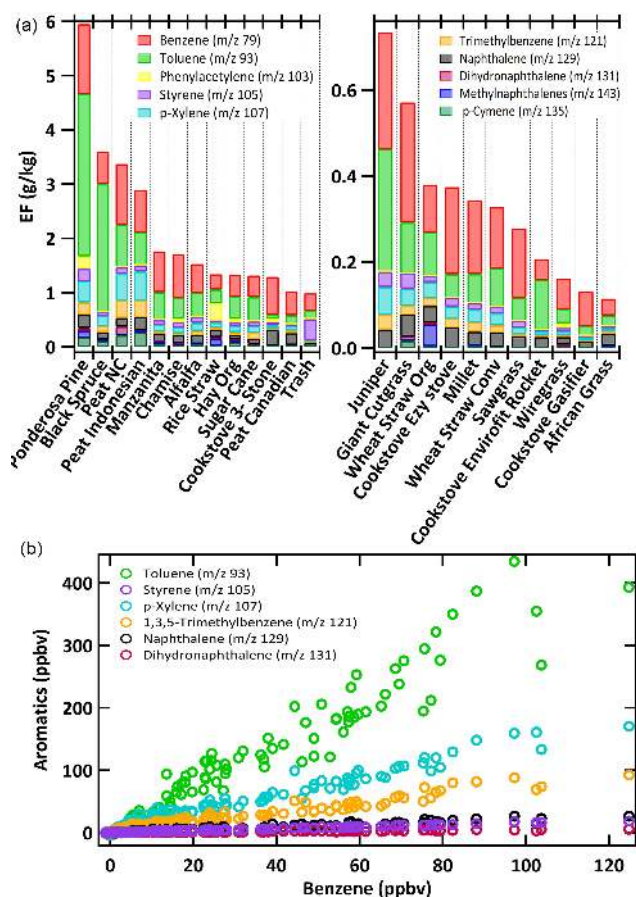 (a)
6
5
4
3
2
1
0
EF (g/kg)
Benzene (m/z 79)
Toluene (m/z 93)
Phenylacetylene (m/z 103)
Styrene (m/z 105)
p-Xylene (m/z 107)
Ponderosa Pine
Black Spruce
Peat NC
Peat Indonesian
Manzanita
Chamise
Alfalfa
Rice Straw
Hay Org
Sugar Cane
Cookstove 3- Stone
Peat Canadian
Trash
0.6
0.4
0.2
0.0
Trimethylbenzene (m/z 121)
Naphthalene (m/z 129)
Dihydronaphthalene (m/z 131)
Methylnaphthalenes (m/z 143)
p-Cymene (m/z 135)
Juniper
Giant Cutgrass
Wheat Straw Org
Cookstove Ezy stove
Millet
Wheat Straw Conv
Sawgrass
Cookstove Envirofit Rocket
Wiregrass
Cookstove Gasifier
African Grass
(b)
400
300
200
100
0
Aromatics (ppbv)
Toluene (m/z 93)
Styrene (m/z 105)
p-Xylene (m/z 107)
1,3,5-Trimethylbenzene (m/z 121)
Naphthalene (m/z 129)
Dihydronaphthalene (m/z 131)
0 20 40 60 80 100 120
Benzene (ppbv)